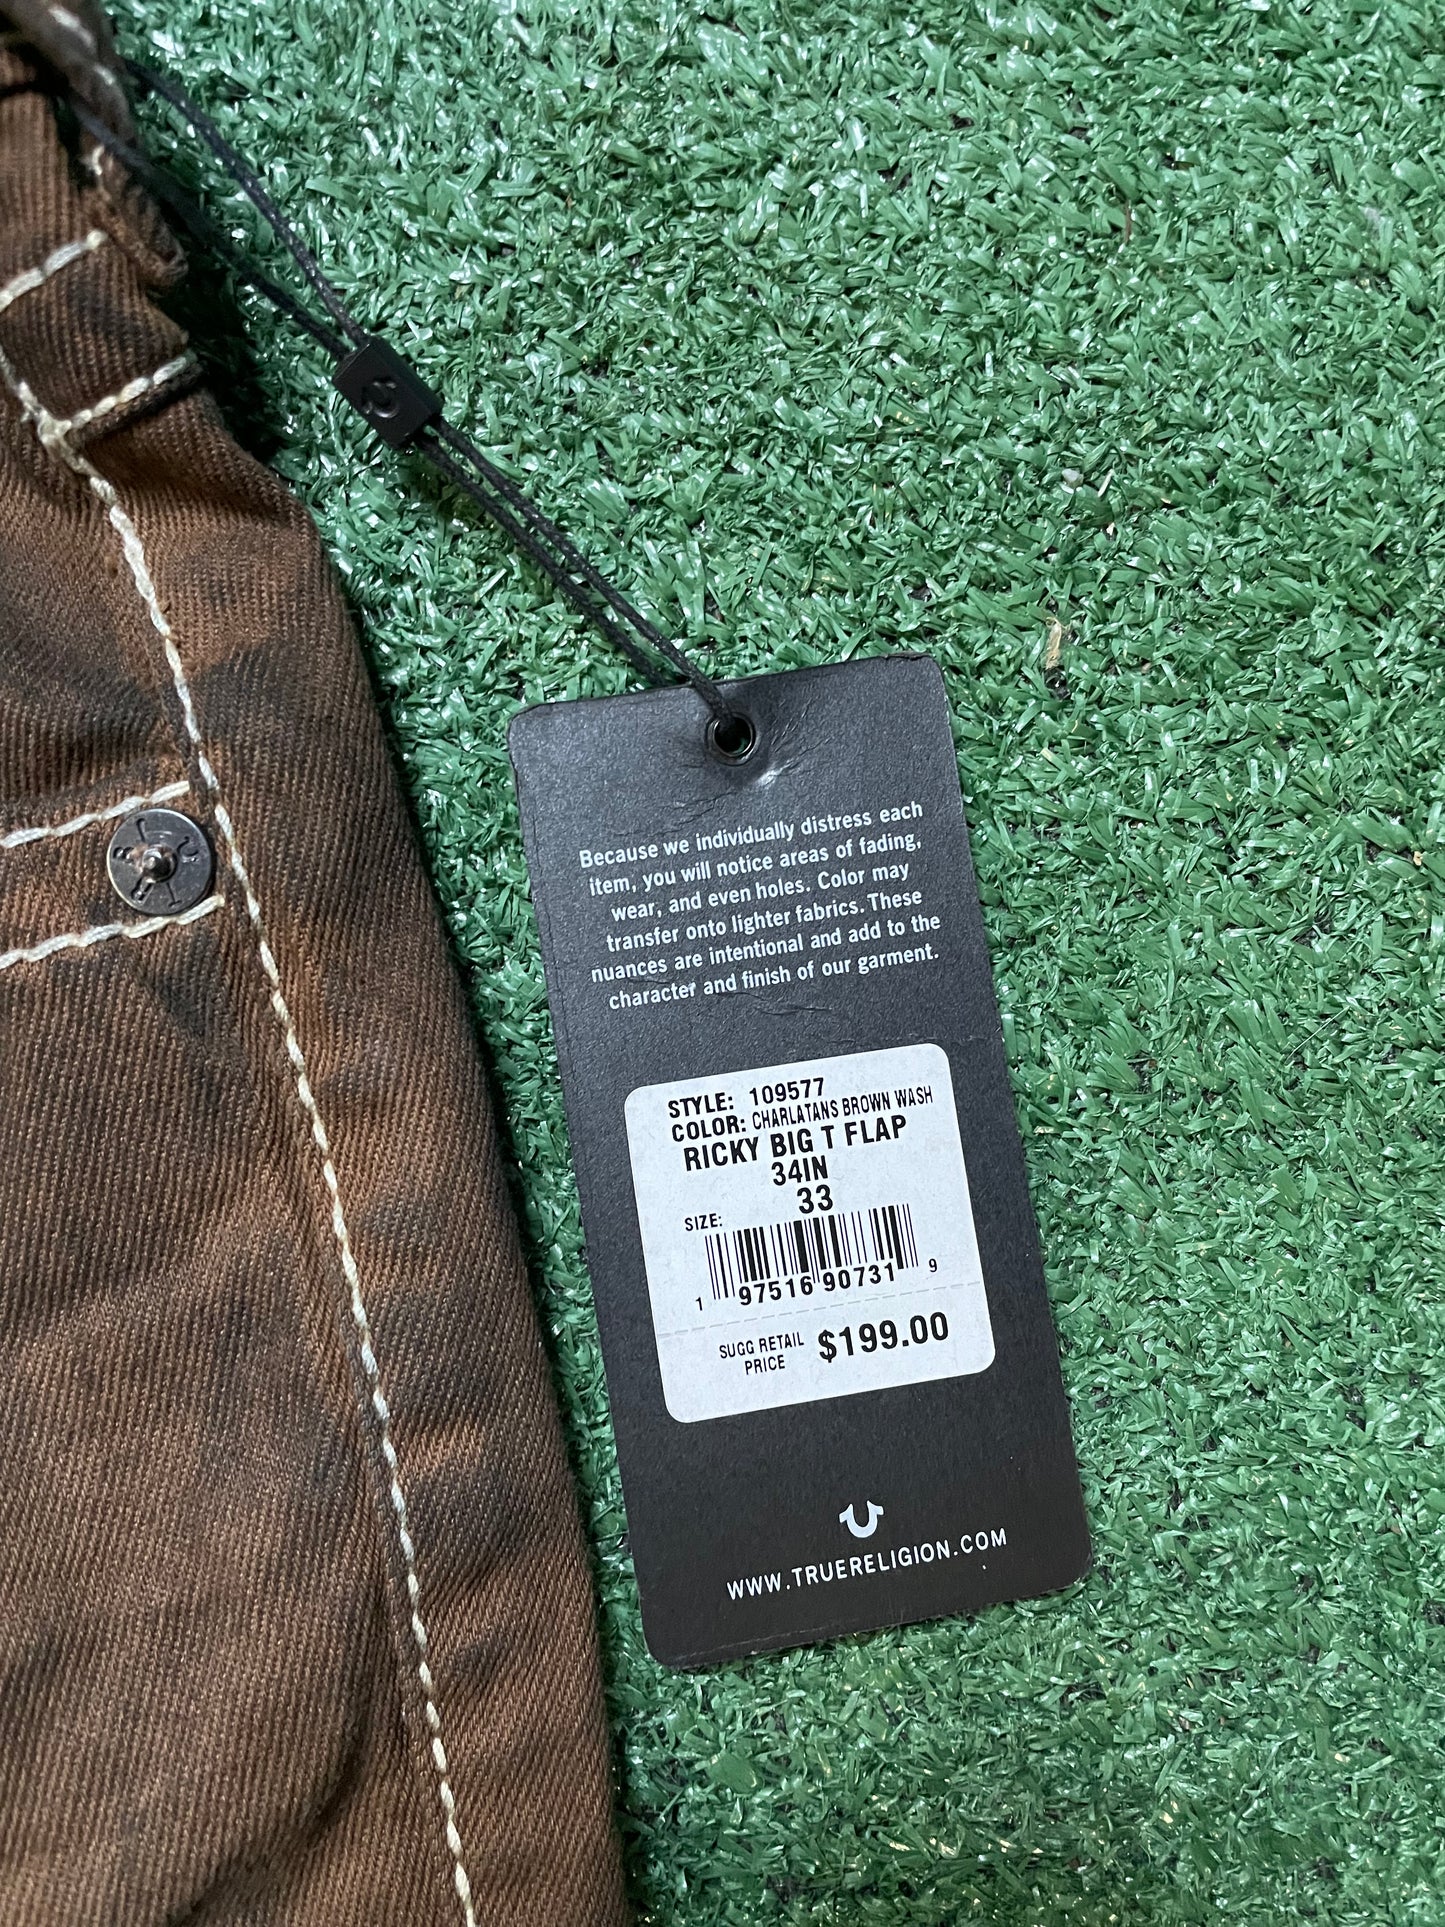 Because we individually distress each
item, you will notice areas of fading,
wear, and even holes. Color may
transfer onto lighter fabrics. These
nuances are intentional and add to the
character and finish of our garment.
STYLE: 109577
COLOR: CHARLATANS BROWN WASH
RICKY BIG T FLAP
34IN
SIZE: 33
1 97516 90731 9
SUGG RETAIL PRICE $199.00
WWW.TRUERELIGION.COM